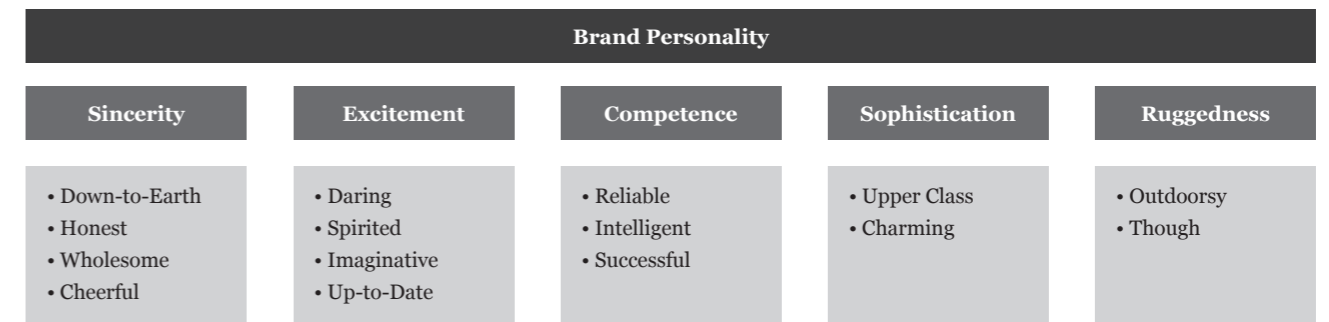 Brand Personality
Sincerity
• Down-to-Earth
• Honest
• Wholesome
• Cheerful
Excitement
• Daring
• Spirited
• Imaginative
• Up-to-Date
Competence
• Reliable
• Intelligent
• Successful
Sophistication
• Upper Class
• Charming
Ruggedness
• Outdoorsy
• Though